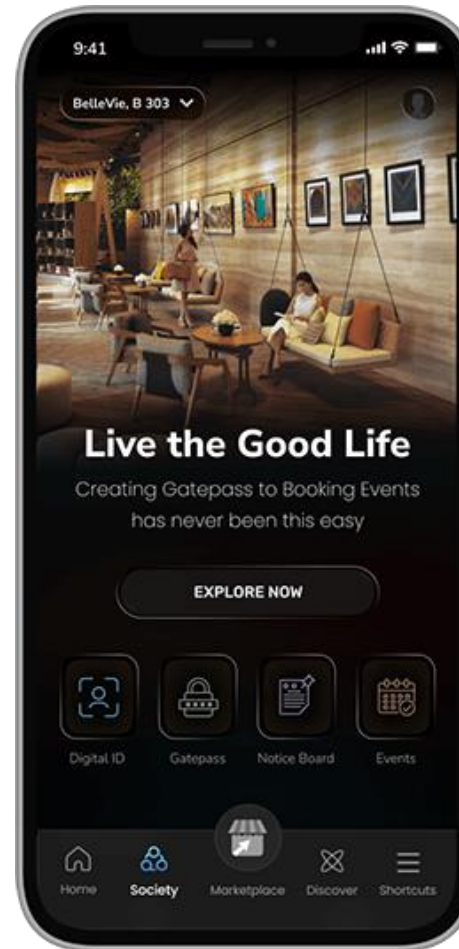 9:41
BelleVie, B 303
Live the Good Life
Creating Gatepass to Booking Events
has never been this easy
EXPLORE NOW
Digital ID
Gatepass
Notice Board
Events
Home
Society
Marketplace
Discover
Shortcuts